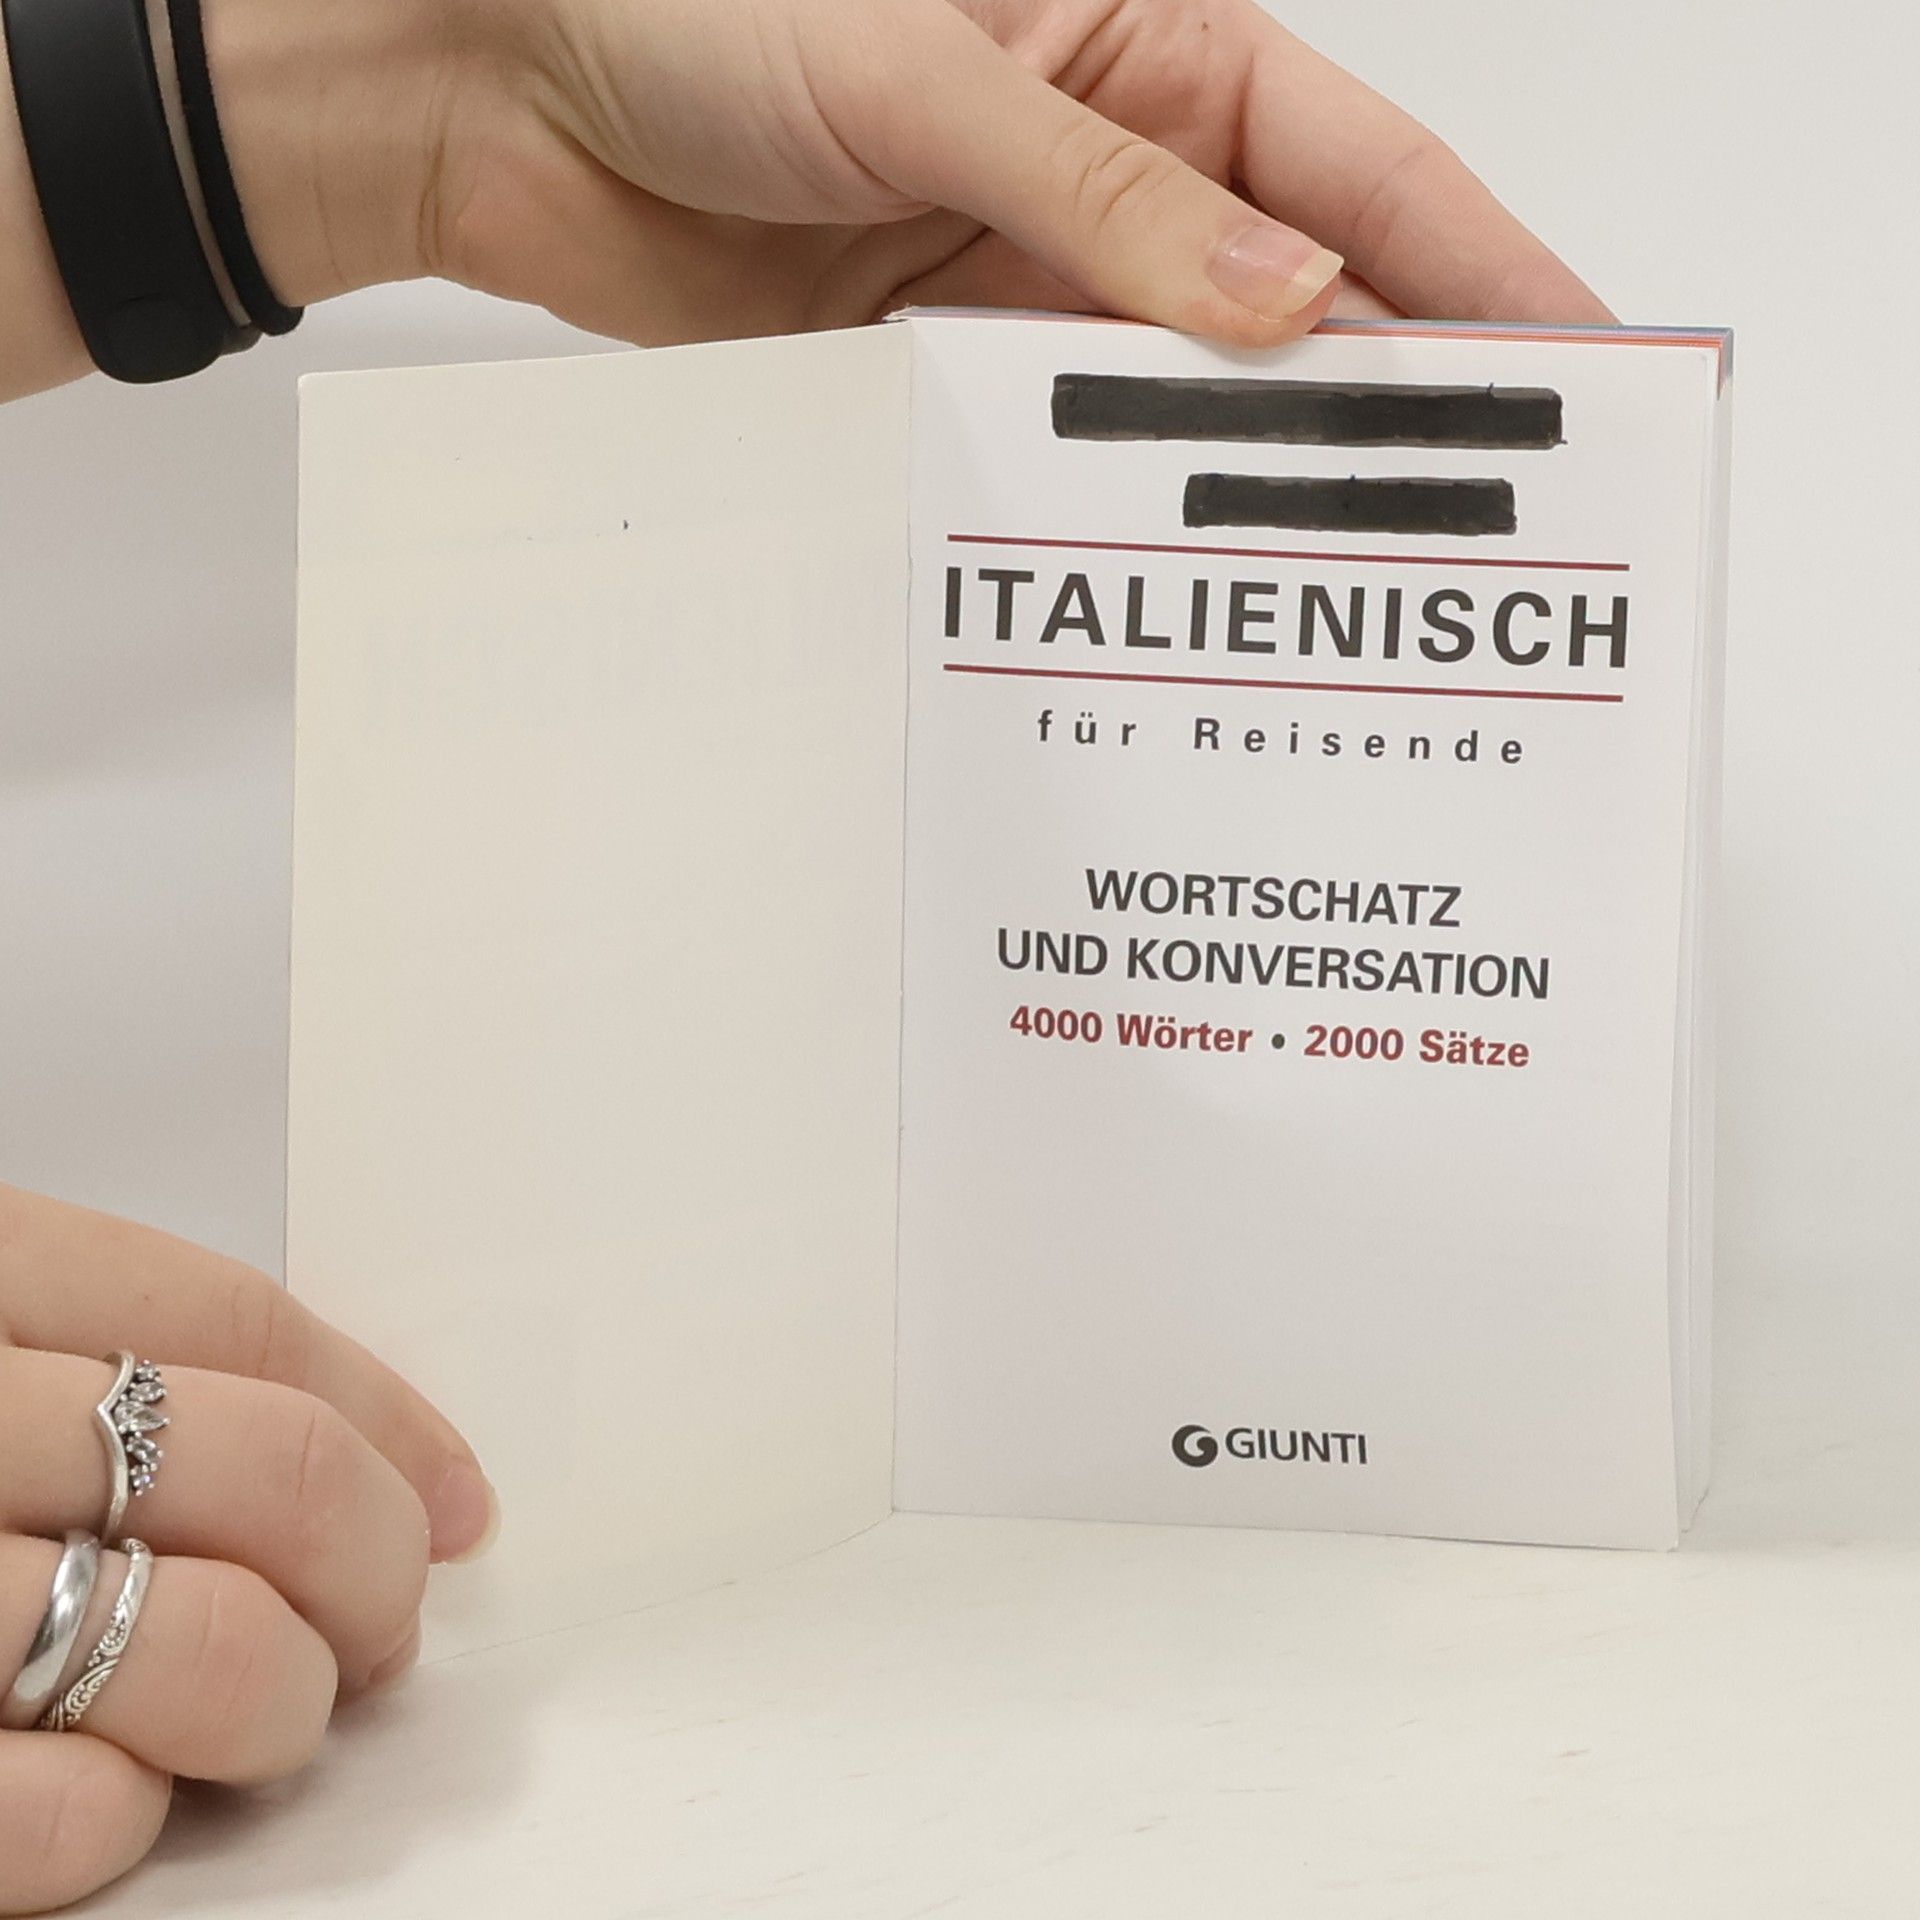 ITALIENISCH
für Reisende
WORTSCHATZ
UND KONVERSATION
4000 Wörter • 2000 Sätze
GIUNTI